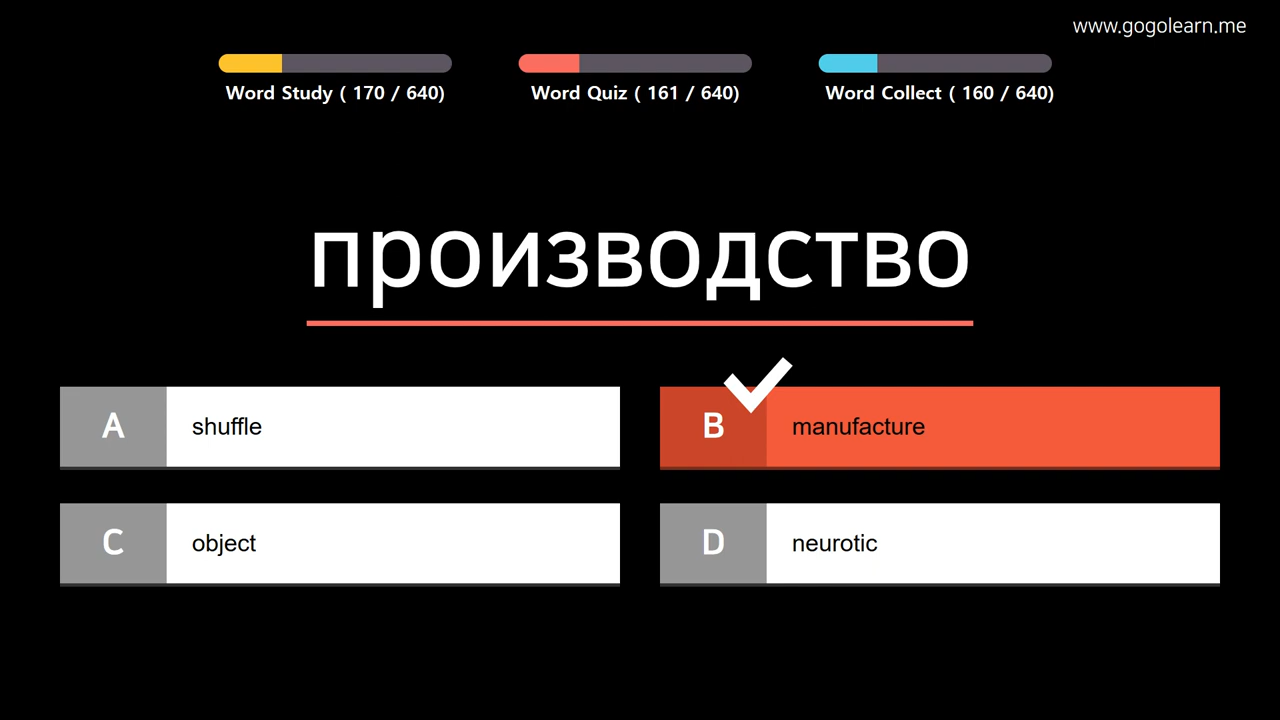 www.gogolearn.me
Word Study ( 170 / 640)
Word Quiz ( 161 / 640)
Word Collect ( 160 / 640)
производство
A shuffle
B manufacture
C object
D neurotic